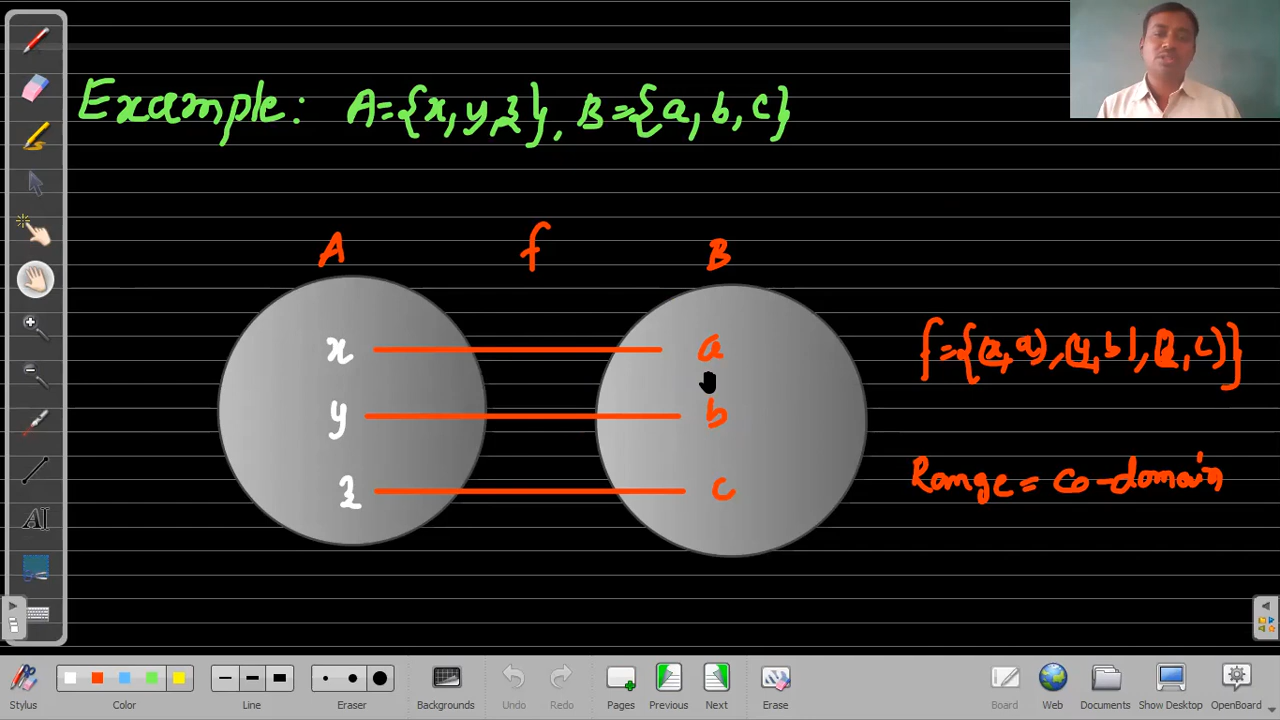 Example: A={x,y,z}, B={a,b,c}
A f B
x a
y b
z c
f={(x,a),(y,b),(z,c)}
Range = co-domain
Stylus
Color
Line
Eraser
Backgrounds
Undo
Redo
Pages
Previous
Next
Erase
Board
Web
Documents
Show Desktop
OpenBoard